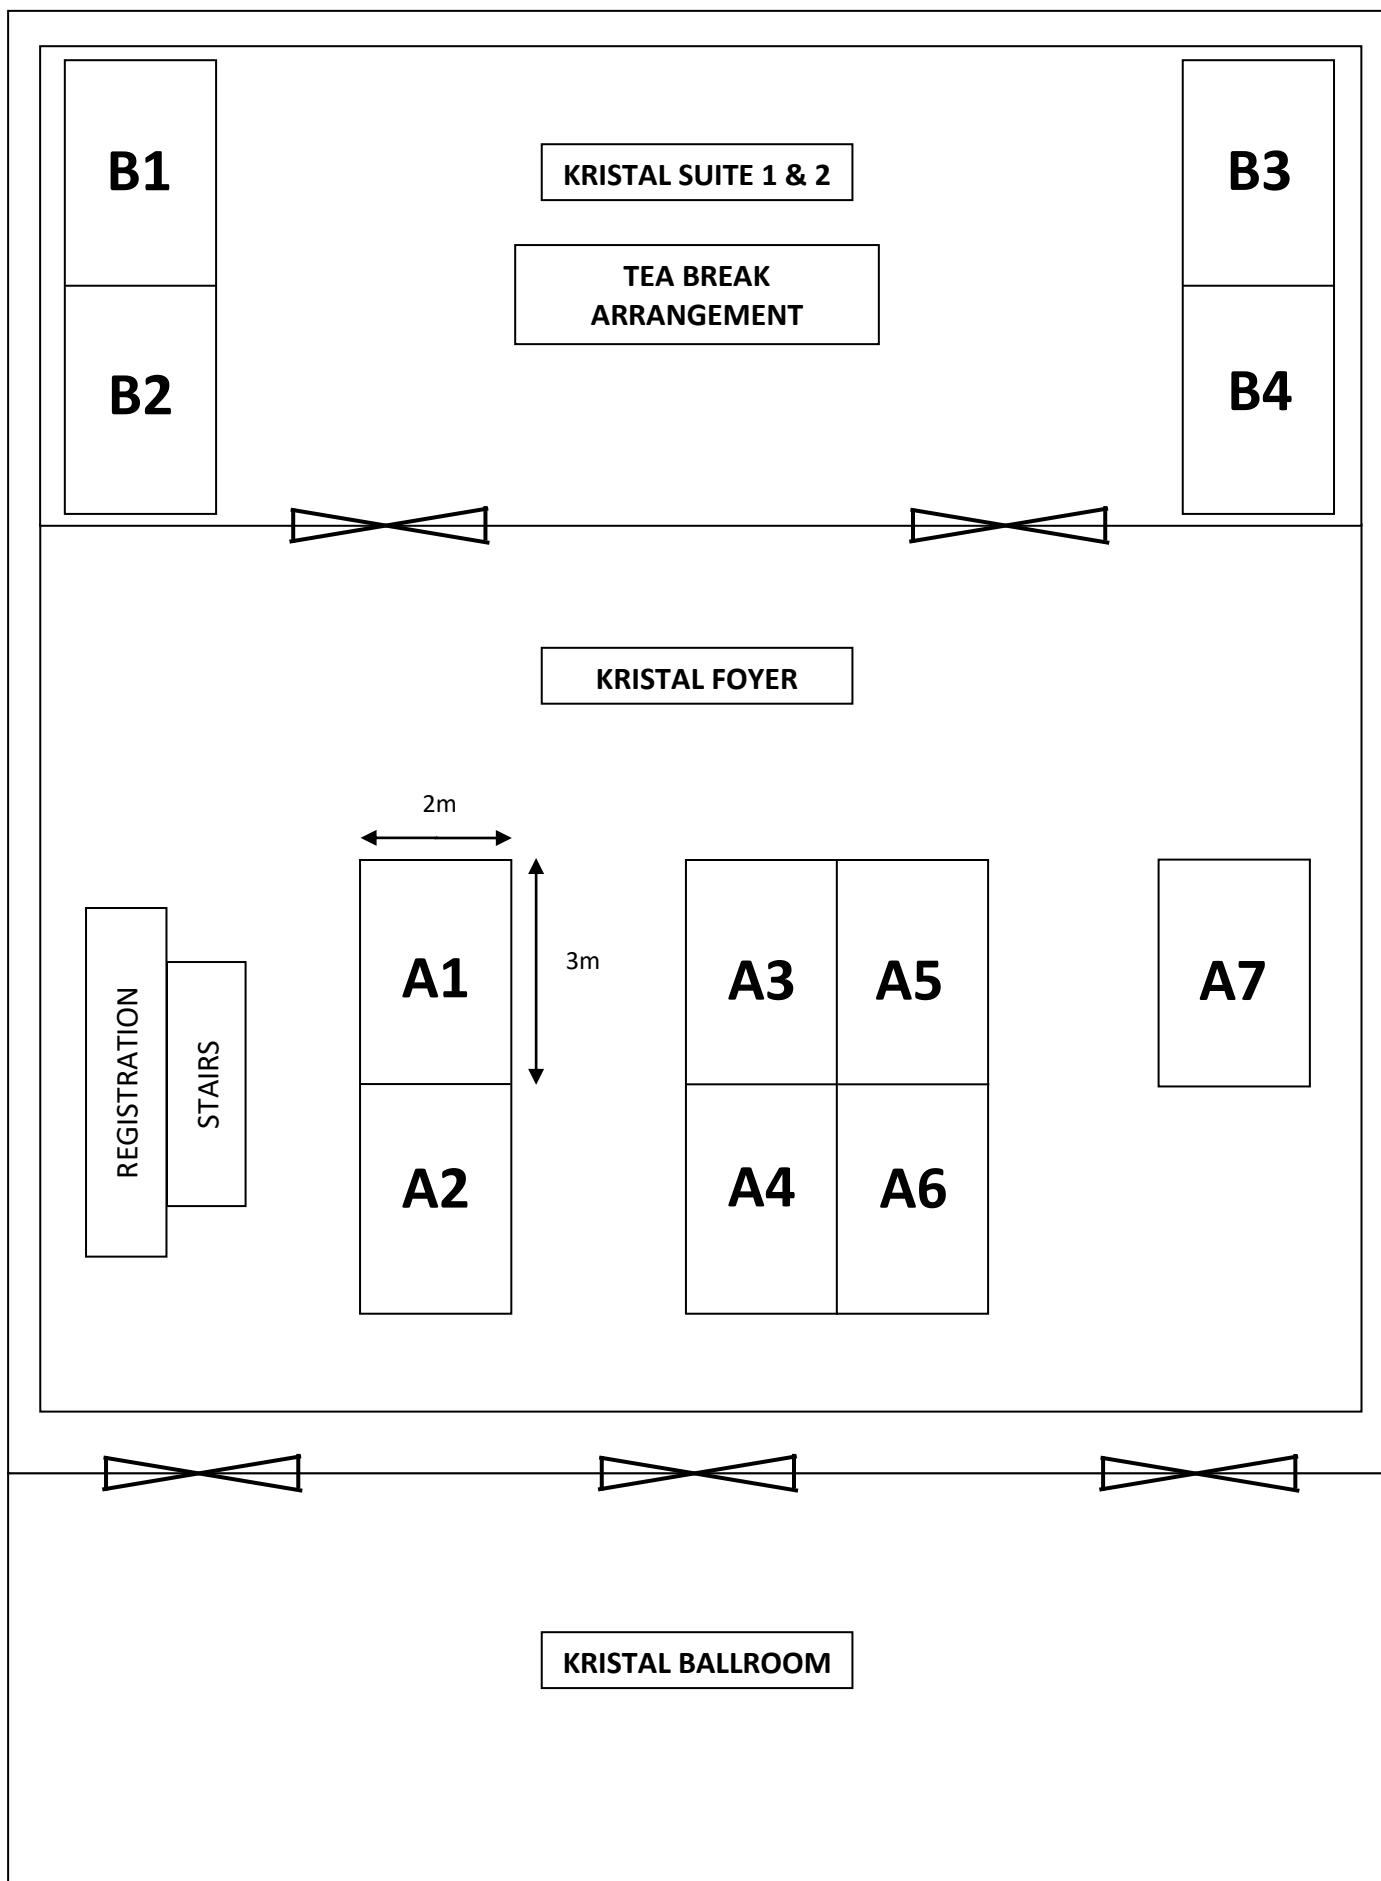 B1
KRISTAL SUITE 1 & 2
B3
TEA BREAK
ARRANGEMENT
B2
B4
KRISTAL FOYER
2m
A1
3m
A3
A5
A7
REGISTRATION
STAIRS
A2
A4
A6
KRISTAL BALLROOM